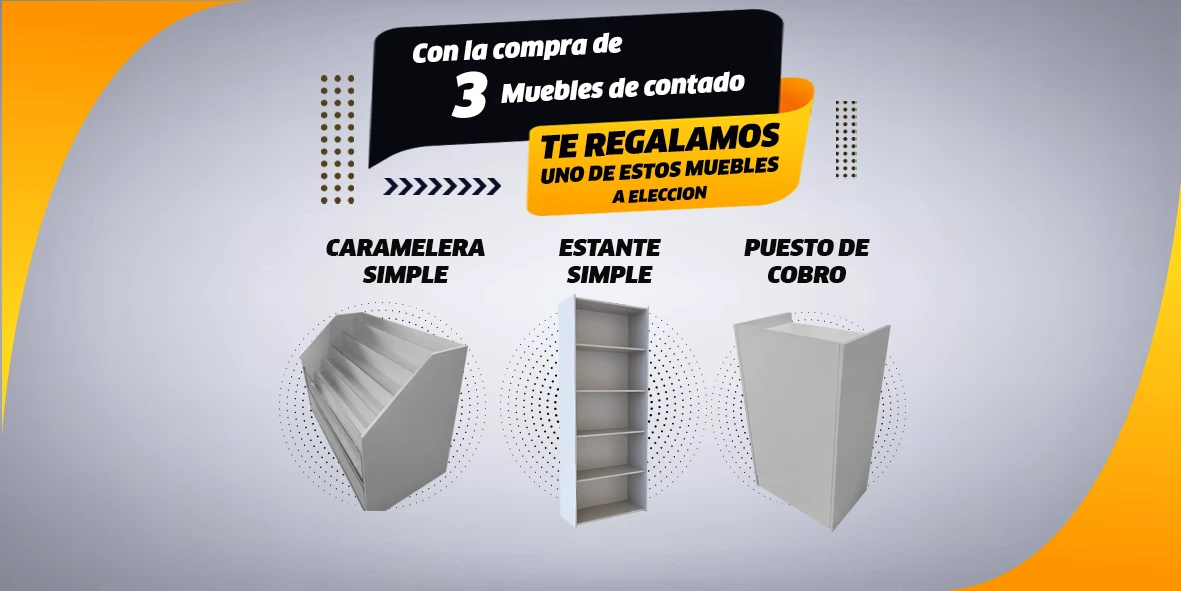 Con la compra de
3 Muebles de contado
TE REGALAMOS
UNO DE ESTOS MUEBLES
A ELECCION
CARAMELERA
SIMPLE
ESTANTE
SIMPLE
PUESTO DE
COBRO